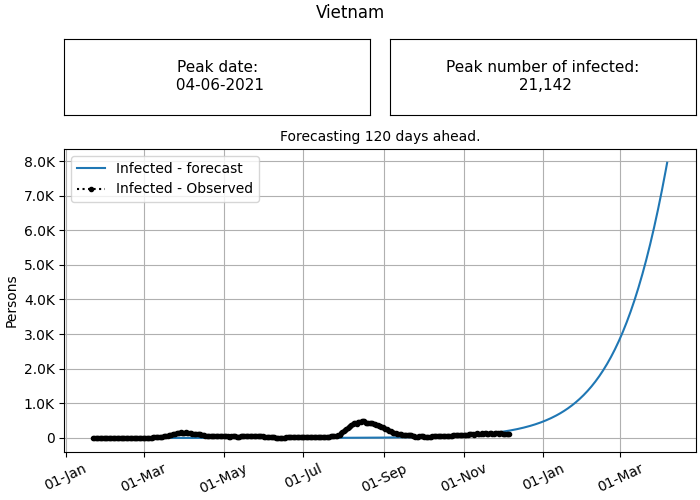 Vietnam
Peak date:
04-06-2021
Peak number of infected:
21,142
Forecasting 120 days ahead.
Infected - forecast
Infected - Observed
Persons
8.0K
7.0K
6.0K
5.0K
4.0K
3.0K
2.0K
1.0K
0
01-Jan
01-Mar
01-May
01-Jul
01-Sep
01-Nov
01-Jan
01-Mar